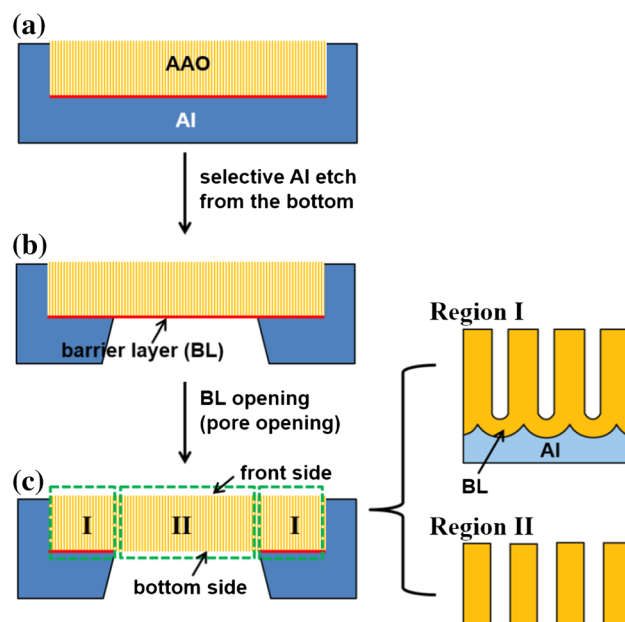 (a)
AAO
Al
selective Al etch
from the bottom
(b)
barrier layer (BL)
BL opening
(pore opening)
(c)
front side
I
II
I
bottom side
Region I
Al
BL
Region II